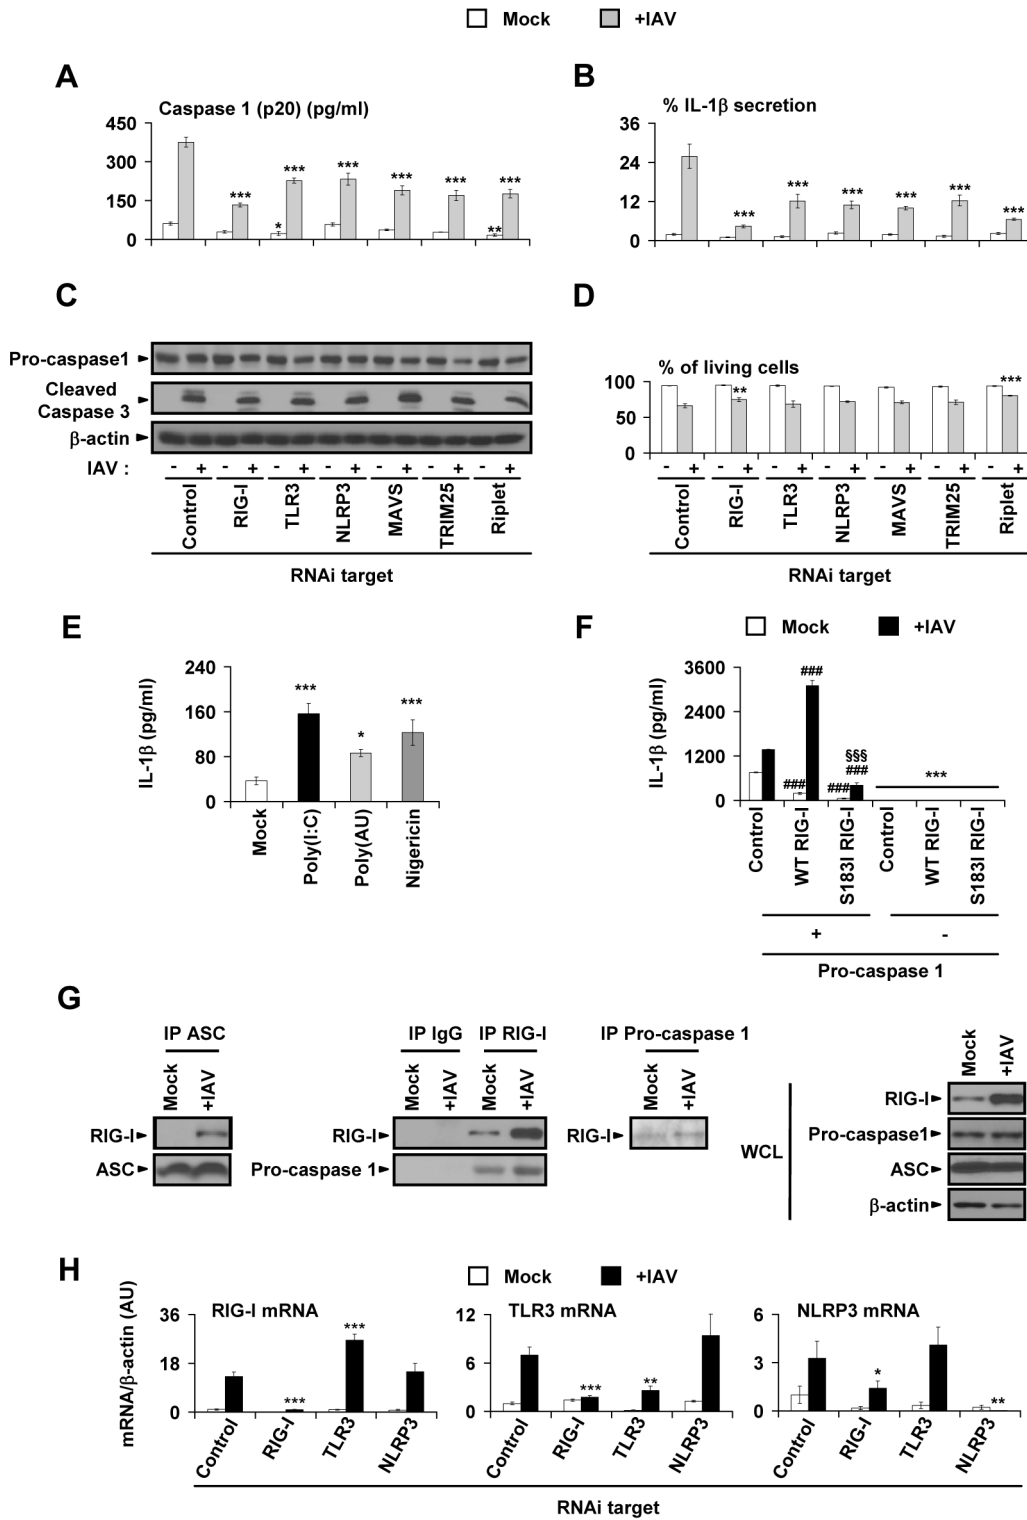 Mock +IAV
A
Caspase 1 (p20) (pg/ml)
450
300
150
0
***
*
***
***
***
***
**
***
B
% IL-1β secretion
36
24
12
0
***
***
***
***
***
***
C
Pro-caspase1
Cleaved
Caspase 3
β-actin
IAV : - + - + - + - + - + - + - +
Control
RIG-I
TLR3
NLRP3
MAVS
TRIM25
Riplet
RNAi target
D
% of living cells
100
50
0
**
***
- + - + - + - + - + - + - +
Control
RIG-I
TLR3
NLRP3
MAVS
TRIM25
Riplet
RNAi target
E
IL-1β (pg/ml)
240
160
80
0
***
*
***
Mock
Poly(I:C)
Poly(AU)
Nigericin
F
Mock +IAV
IL-1β (pg/ml)
3600
2400
1200
0
###
###
###
§§§
###
***
Control
WT RIG-I
S183I RIG-I
Control
WT RIG-I
S183I RIG-I
+ -
Pro-caspase 1
G
IP ASC
Mock
+IAV
RIG-I
ASC
IP IgG IP RIG-I
Mock
+IAV
Mock
+IAV
RIG-I
Pro-caspase 1
IP Pro-caspase 1
Mock
+IAV
RIG-I
WCL
Mock
+IAV
RIG-I
Pro-caspase1
ASC
β-actin
H
Mock +IAV
mRNA/β-actin (AU)
RIG-I mRNA
36
18
0
***
***
Control
RIG-I
TLR3
NLRP3
TLR3 mRNA
12
6
0
***
**
Control
RIG-I
TLR3
NLRP3
NLRP3 mRNA
6
3
0
*
**
Control
RIG-I
TLR3
NLRP3
RNAi target